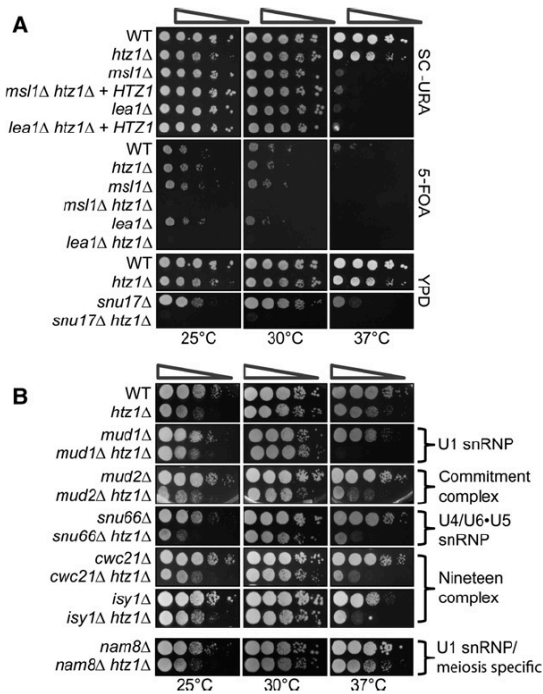 A
WT
htz1Δ
msl1Δ
msl1Δ htz1Δ + HTZ1
lea1Δ
lea1Δ htz1Δ + HTZ1
SC -URA
WT
htz1Δ
msl1Δ
msl1Δ htz1Δ
lea1Δ
lea1Δ htz1Δ
5-FOA
WT
htz1Δ
YPD
snu17Δ
snu17Δ htz1Δ
25°C 30°C 37°C
B
WT
htz1Δ
mud1Δ
mud1Δ htz1Δ
U1 snRNP
mud2Δ
mud2Δ htz1Δ
Commitment
complex
snu66Δ
snu66Δ htz1Δ
U4/U6•U5
snRNP
cwc21Δ
cwc21Δ htz1Δ
isy1Δ
isy1Δ htz1Δ
Nineteen
complex
nam8Δ
nam8Δ htz1Δ
U1 snRNP/
meiosis specific
25°C 30°C 37°C